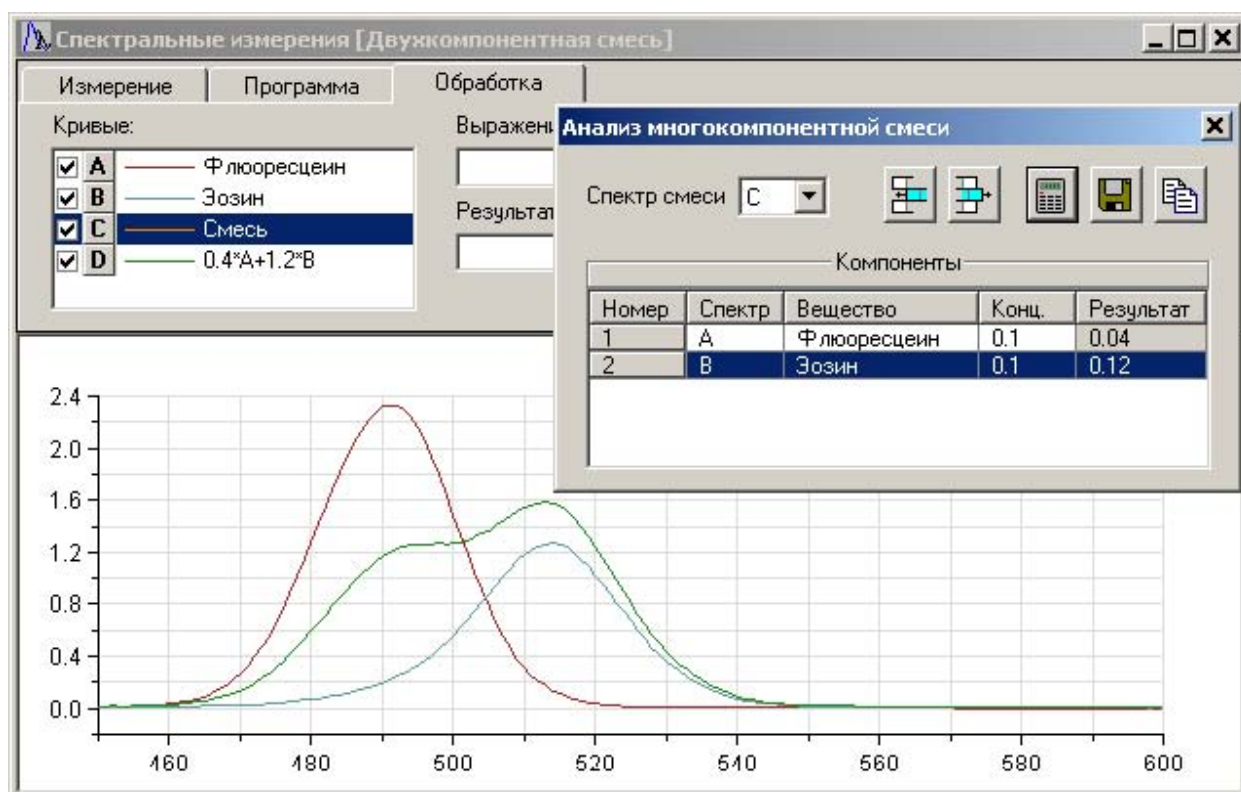 Спектральные измерения [Двухкомпонентная смесь]
Измерение Программа Обработка
Кривые:
A Флюоресцеин
B Эозин
C Смесь
D 0.4*A+1.2*B
Выражени
Результат
Анализ многокомпонентной смеси
Спектр смеси C
Компоненты
Номер Спектр Вещество Конц. Результат
1 A Флюоресцеин 0.1 0.04
2 B Эозин 0.1 0.12
2.4
2.0
1.6
1.2
0.8
0.4
0.0
460 480 500 520 540 560 580 600